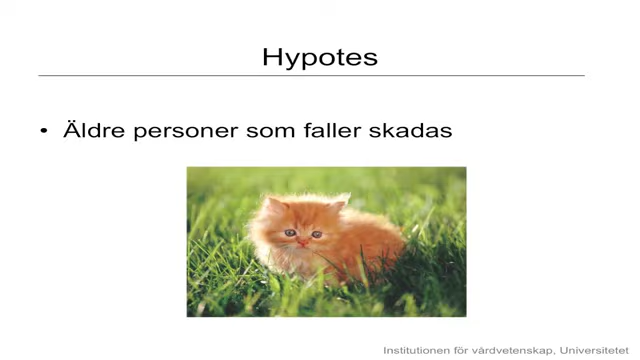 Hypotes
• Äldre personer som faller skadas
Institutionen för vårdvetenskap, Universitetet